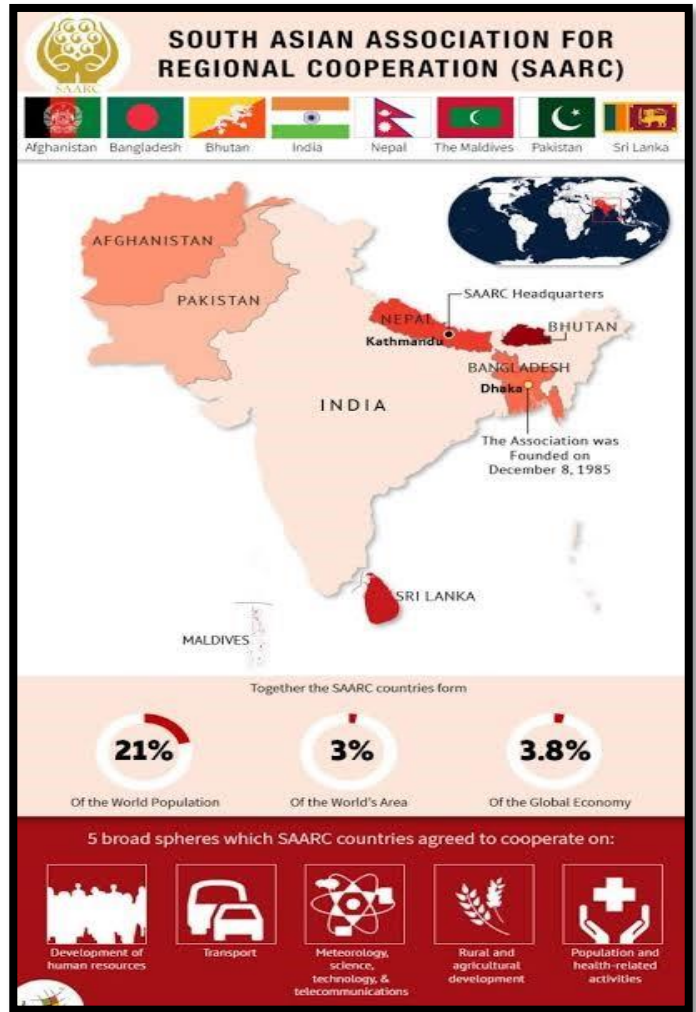 SAARC
SOUTH ASIAN ASSOCIATION FOR
REGIONAL COOPERATION (SAARC)
Afghanistan Bangladesh Bhutan India Nepal The Maldives Pakistan Sri Lanka
AFGHANISTAN
PAKISTAN
SAARC Headquarters
NEPAL
Kathmandu
BHUTAN
BANGLADESH
Dhaka
INDIA
The Association was
Founded on
December 8, 1985
SRI LANKA
MALDIVES
Together the SAARC countries form
21%
3%
3.8%
Of the World Population
Of the World's Area
Of the Global Economy
5 broad spheres which SAARC countries agreed to cooperate on:
Development of
human resources
Transport
Meteorology,
science,
technology, &
telecommunications
Rural and
agricultural
development
Population and
health-related
activities